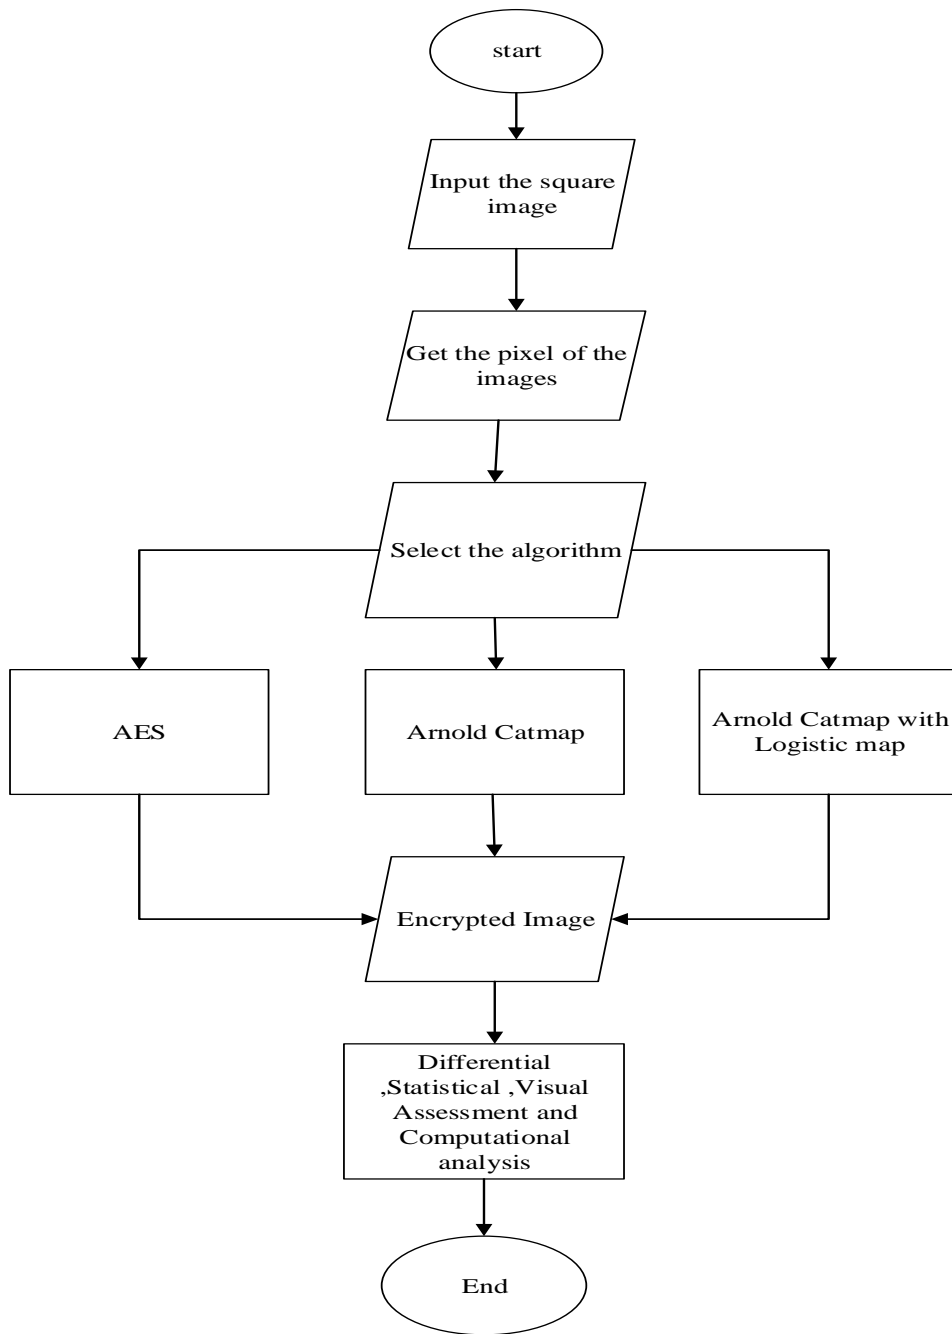 start
Input the square
image
Get the pixel of the
images
Select the algorithm
AES
Arnold Catmap
Arnold Catmap with
Logistic map
Encrypted Image
Differential
,Statistical ,Visual
Assessment and
Computational
analysis
End